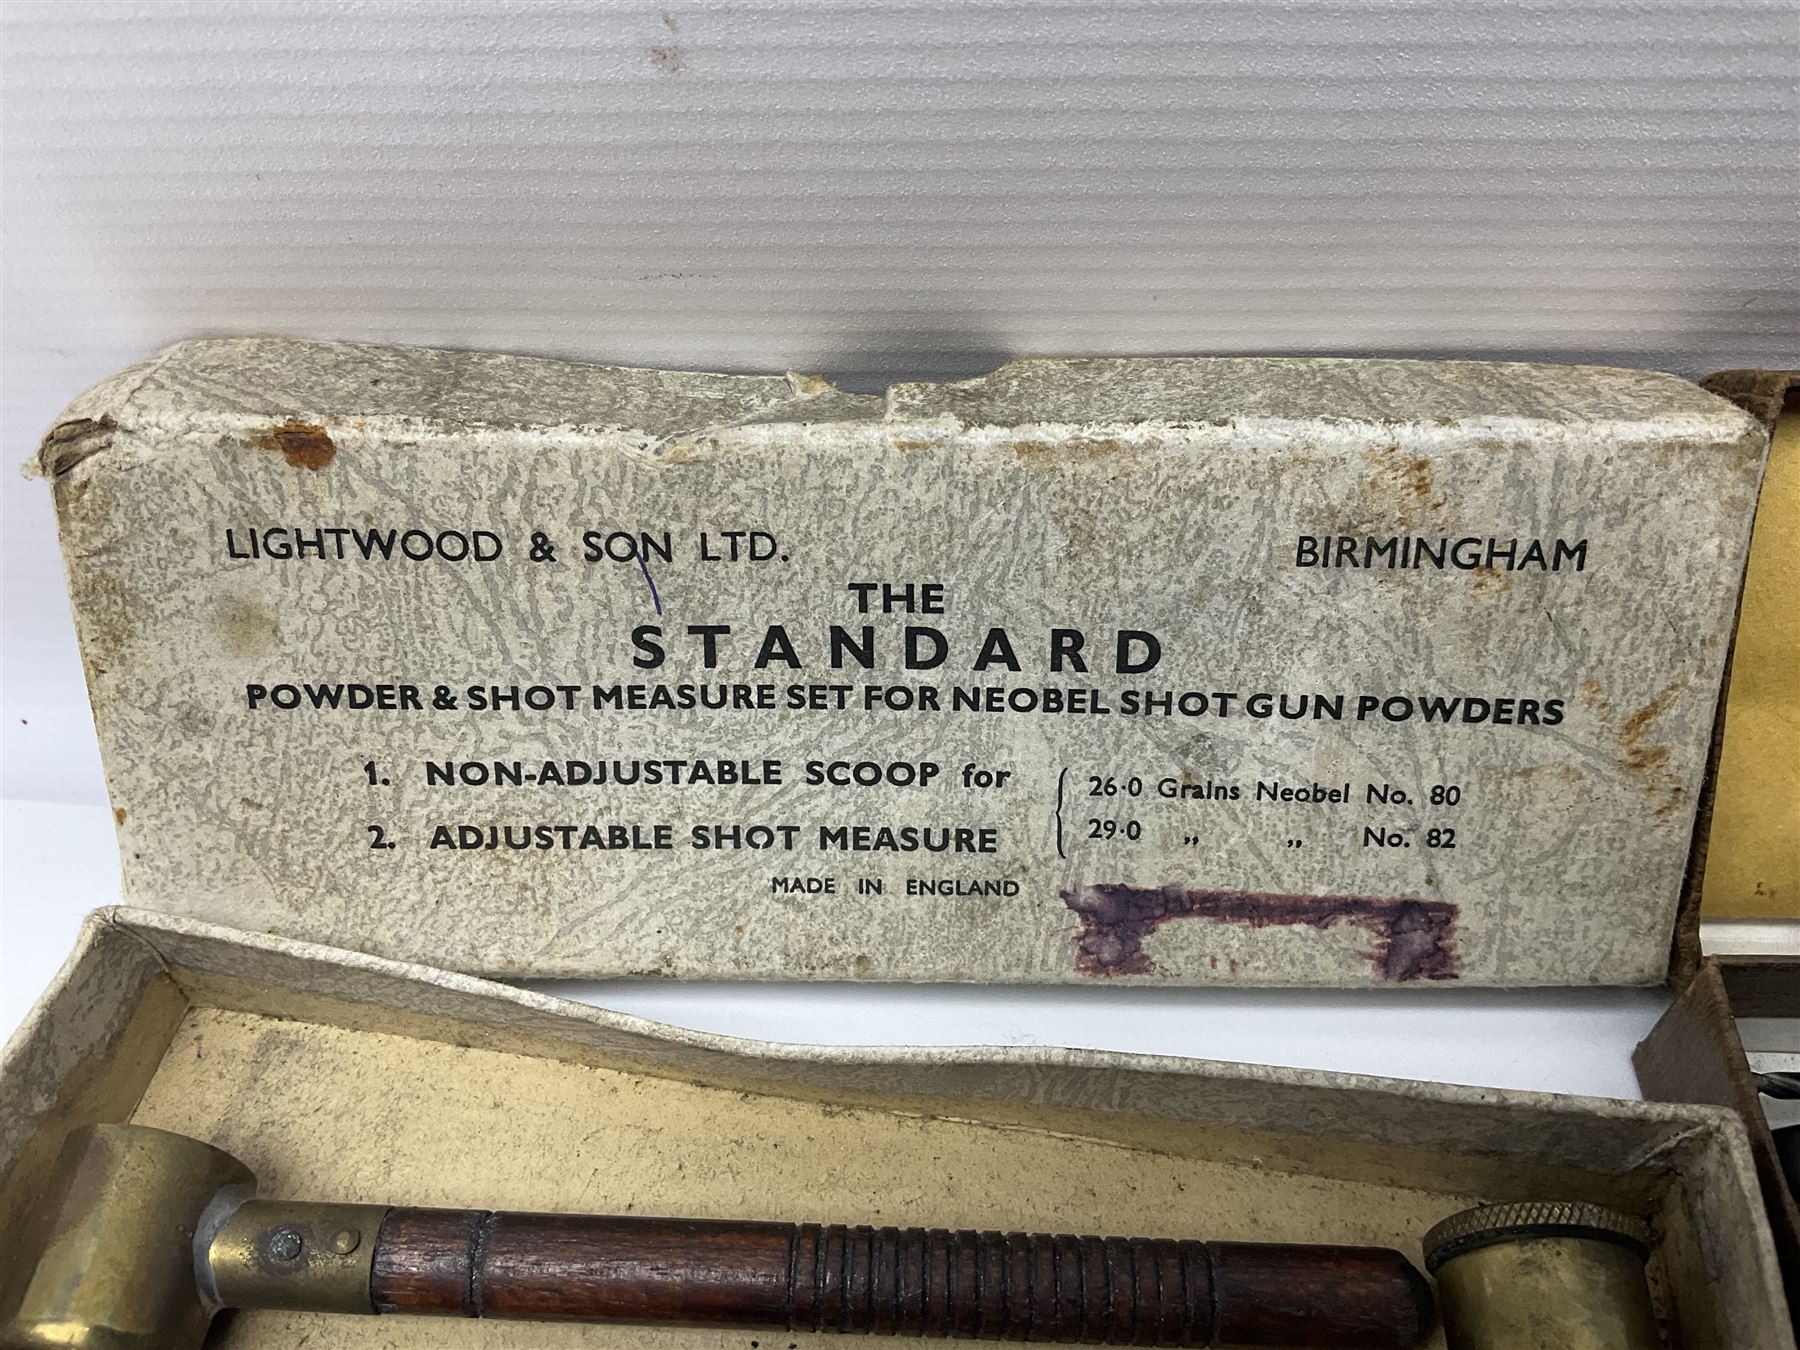 LIGHTWOOD & SON LTD. BIRMINGHAM
THE
STANDARD
POWDER & SHOT MEASURE SET FOR NEOBEL SHOT GUN POWDERS
1. NON-ADJUSTABLE SCOOP for { 26·0 Grains Neobel No. 80
2. ADJUSTABLE SHOT MEASURE 29·0 „ „ No. 82
MADE IN ENGLAND